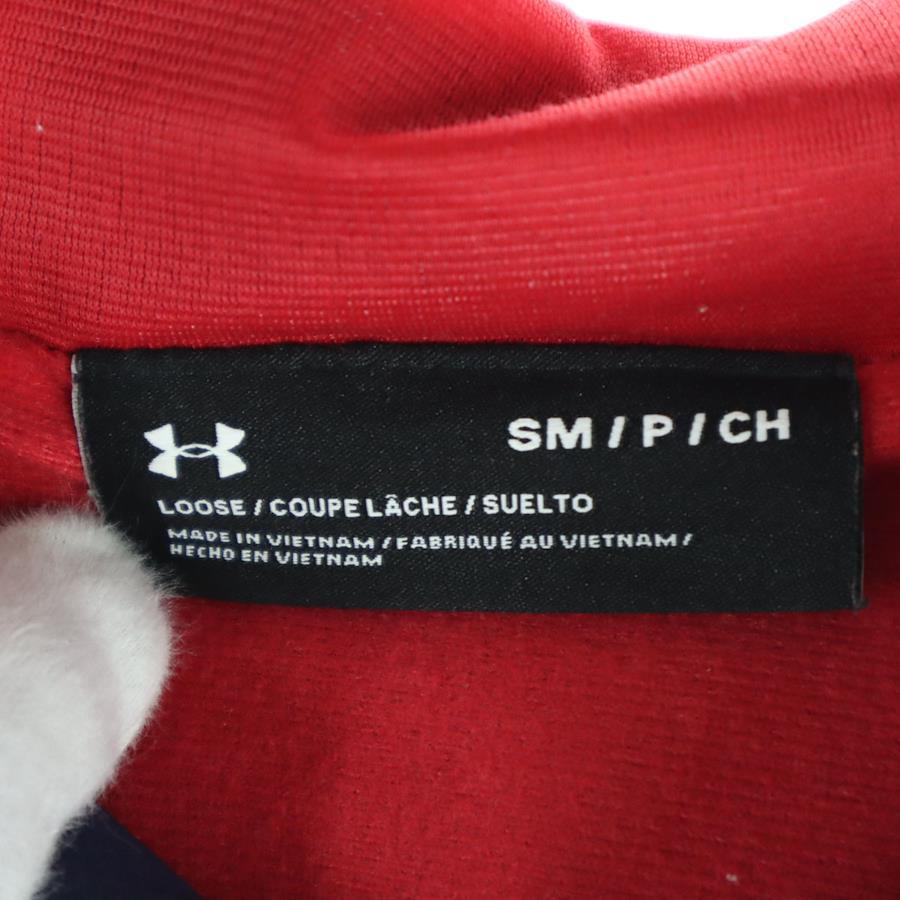 SM / P / CH
LOOSE / COUPE LÂCHE / SUELTO
MADE IN VIETNAM / FABRIQUÉ AU VIETNAM /
HECHO EN VIETNAM